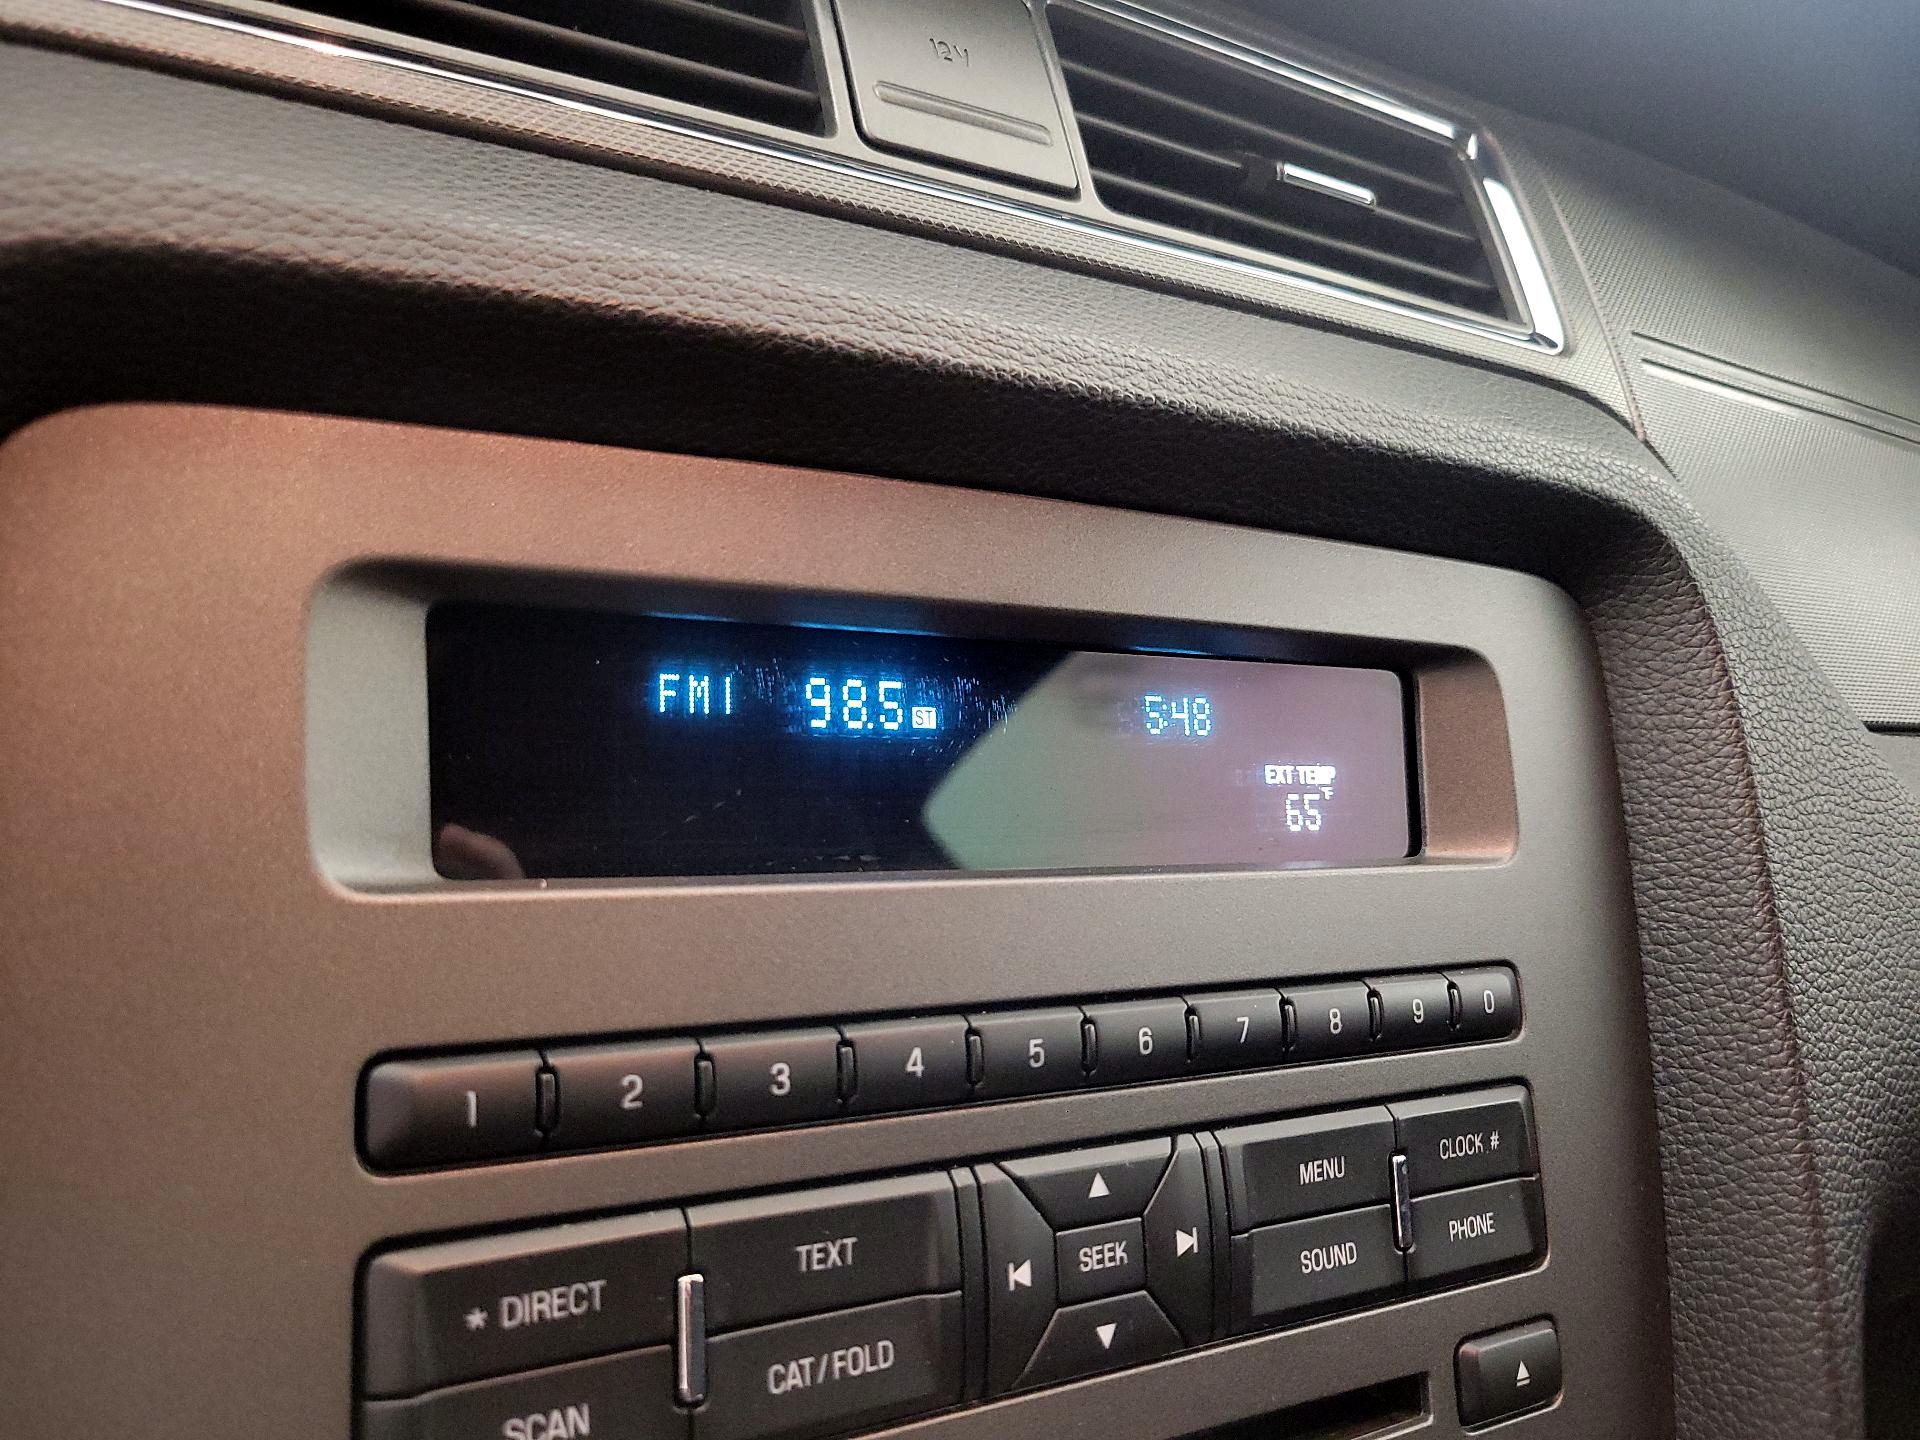 12V
FM1 98.5 ST 5:48
EXT TEMP
65°F
1 2 3 4 5 6 7 8 9 0
MENU CLOCK #
* DIRECT TEXT SEEK SOUND PHONE
SCAN CAT/FOLD